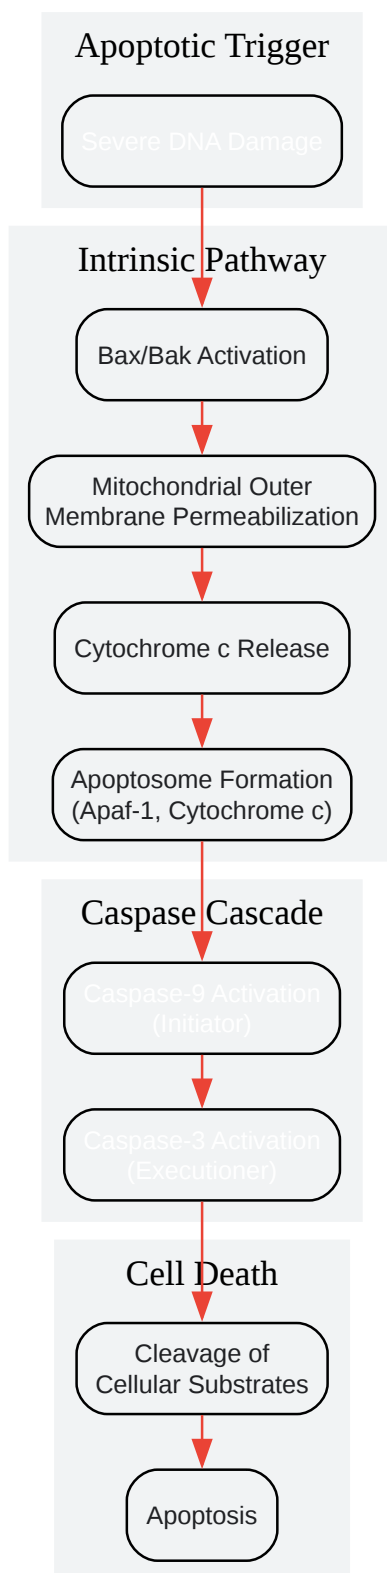 Apoptotic Trigger
Severe DNA Damage
Intrinsic Pathway
Bax/Bak Activation
Mitochondrial Outer
Membrane Permeabilization
Cytochrome c Release
Apoptosome Formation
(Apaf-1, Cytochrome c)
Caspase Cascade
Caspase-9 Activation
(Initiator)
Caspase-3 Activation
(Executioner)
Cell Death
Cleavage of
Cellular Substrates
Apoptosis